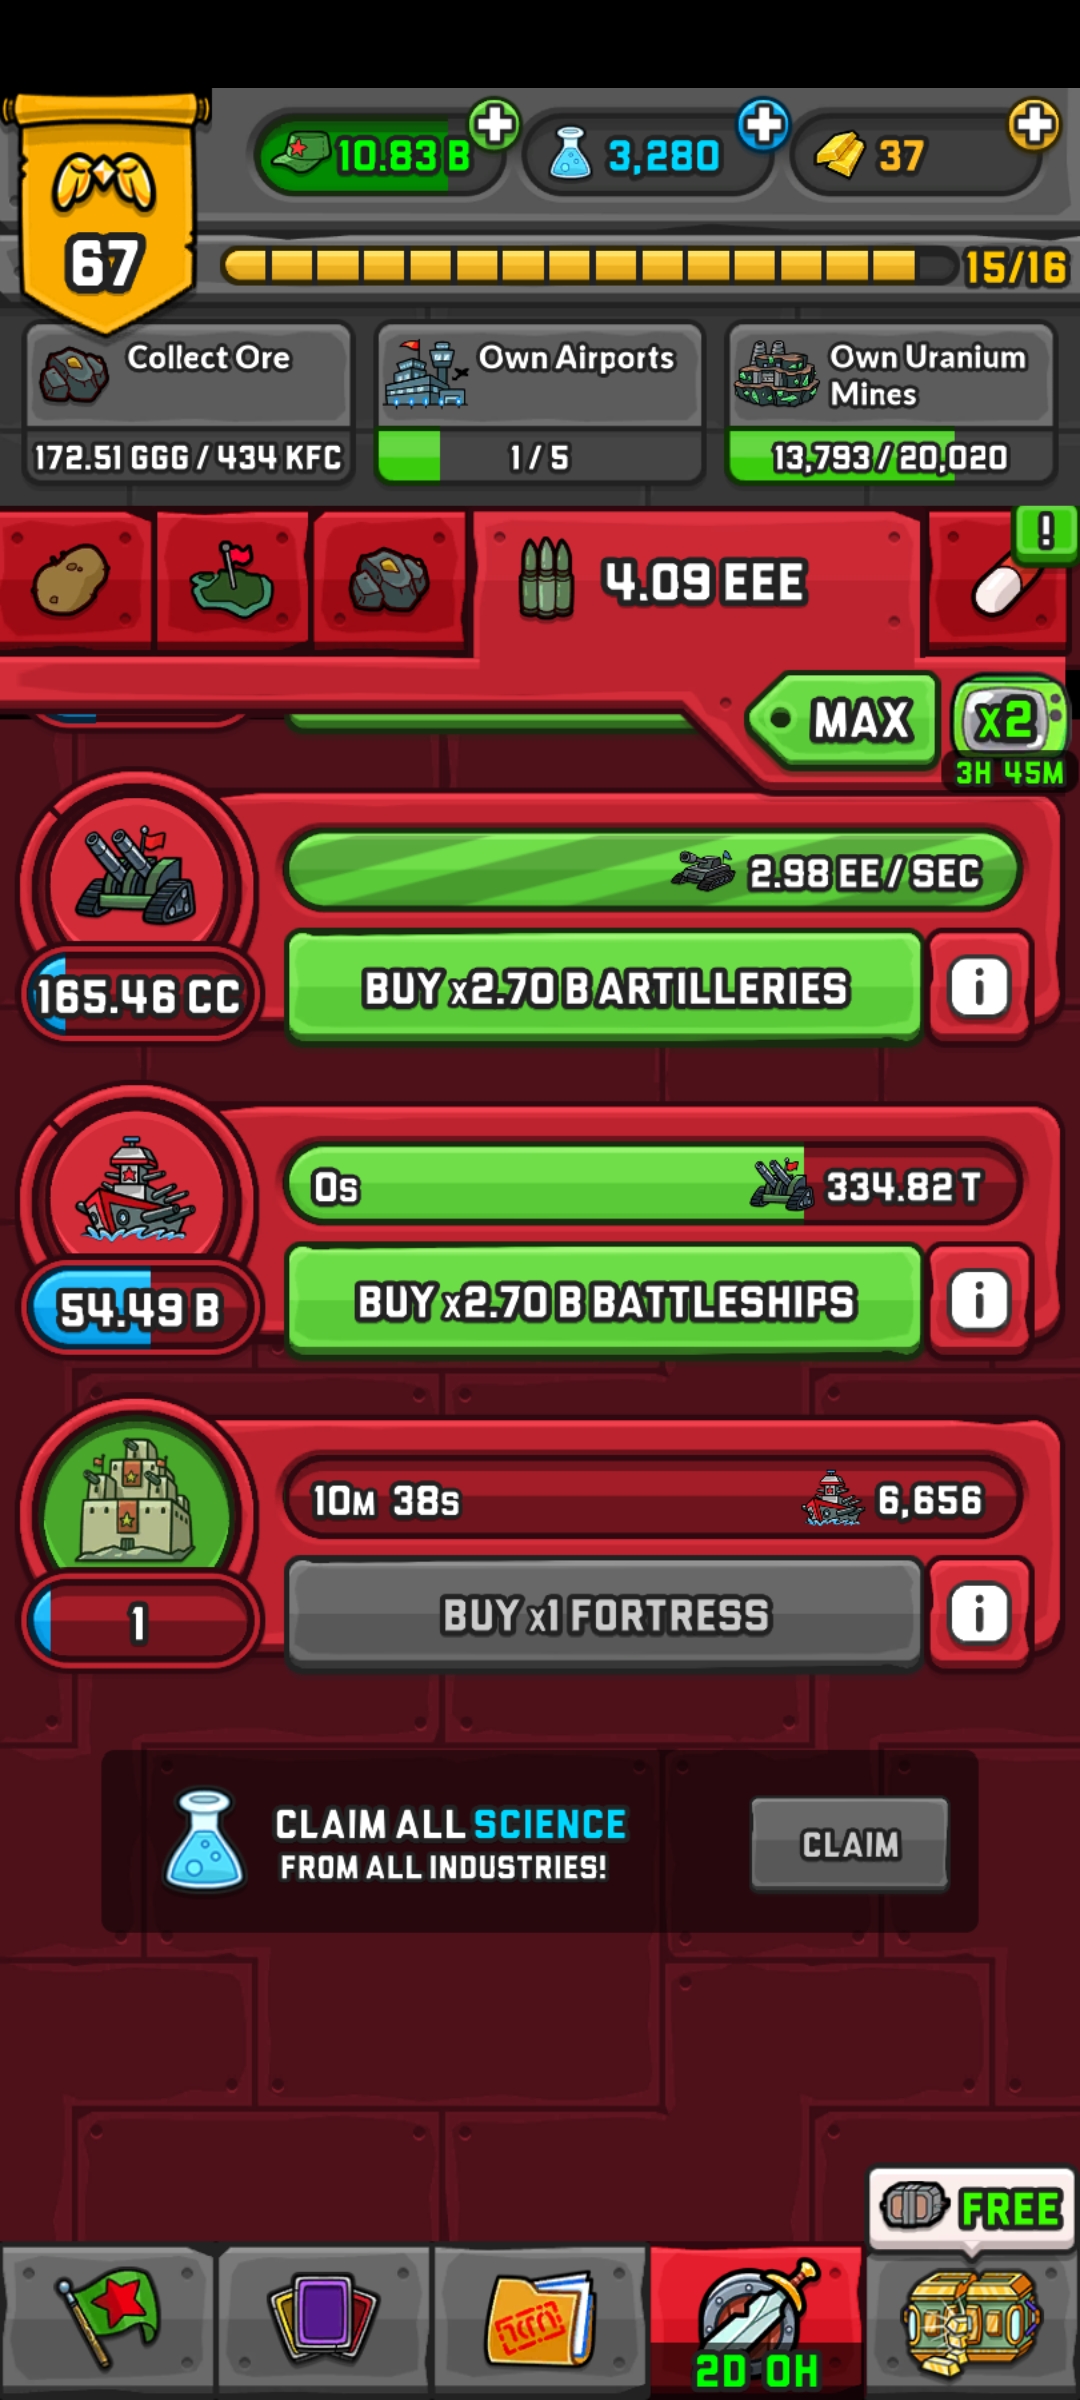 10.83 B
3,280
37
67
15/16
Collect Ore
172.51 GGG / 434 KFC
Own Airports
1 / 5
Own Uranium
Mines
13,793 / 20,020
4.09 EEE
!
MAX
x2
3H 45M
2.98 EE / SEC
165.46 CC
BUY x2.70 B ARTILLERIES
i
0s
334.82 T
54.49 B
BUY x2.70 B BATTLESHIPS
i
10M 38s
6,656
1
BUY x1 FORTRESS
i
CLAIM ALL SCIENCE
FROM ALL INDUSTRIES!
CLAIM
FREE
2D 0H